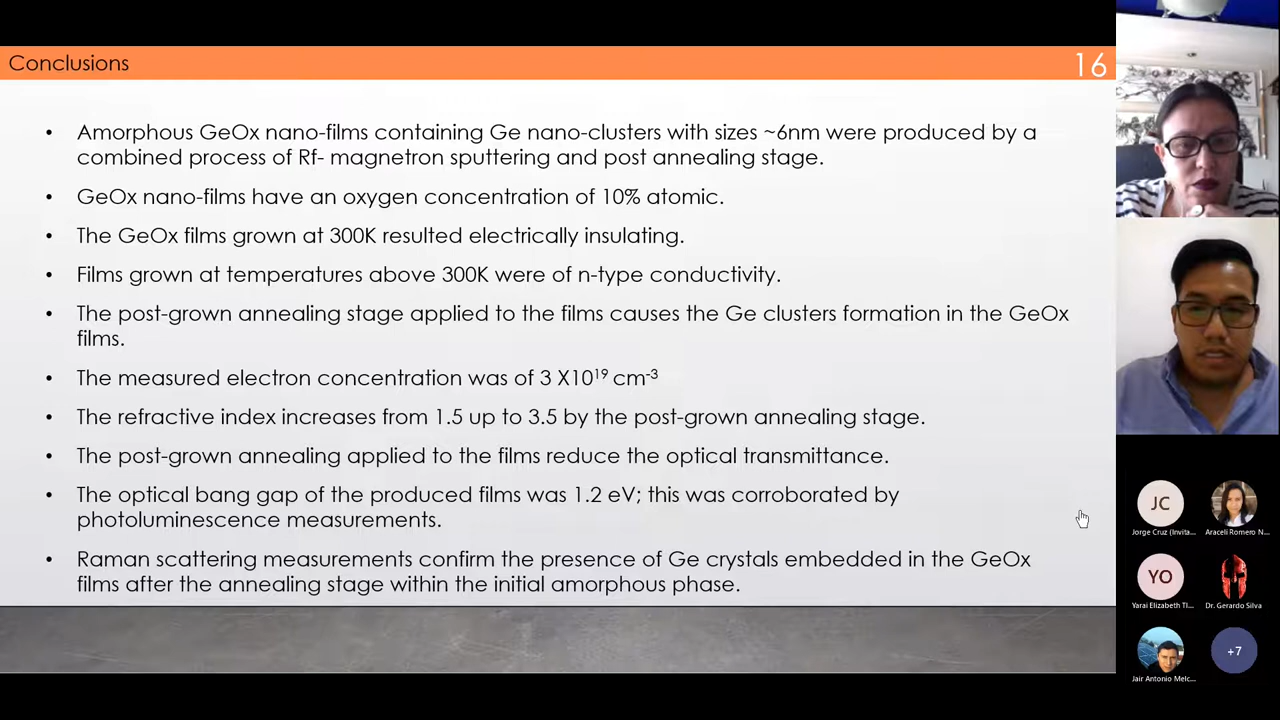 Conclusions
16
• Amorphous GeOx nano-films containing Ge nano-clusters with sizes ~6nm were produced by a
combined process of Rf- magnetron sputtering and post annealing stage.
• GeOx nano-films have an oxygen concentration of 10% atomic.
• The GeOx films grown at 300K resulted electrically insulating.
• Films grown at temperatures above 300K were of n-type conductivity.
• The post-grown annealing stage applied to the films causes the Ge clusters formation in the GeOx
films.
• The measured electron concentration was of 3 X10¹⁹ cm⁻³
• The refractive index increases from 1.5 up to 3.5 by the post-grown annealing stage.
• The post-grown annealing applied to the films reduce the optical transmittance.
• The optical bang gap of the produced films was 1.2 eV; this was corroborated by
photoluminescence measurements.
• Raman scattering measurements confirm the presence of Ge crystals embedded in the GeOx
films after the annealing stage within the initial amorphous phase.
JC
Jorge Cruz (Invita...
Araceli Romero N...
YO
Yarai Elizabeth Tl...
Dr. Gerardo Silva
Jair Antonio Melc...
+7